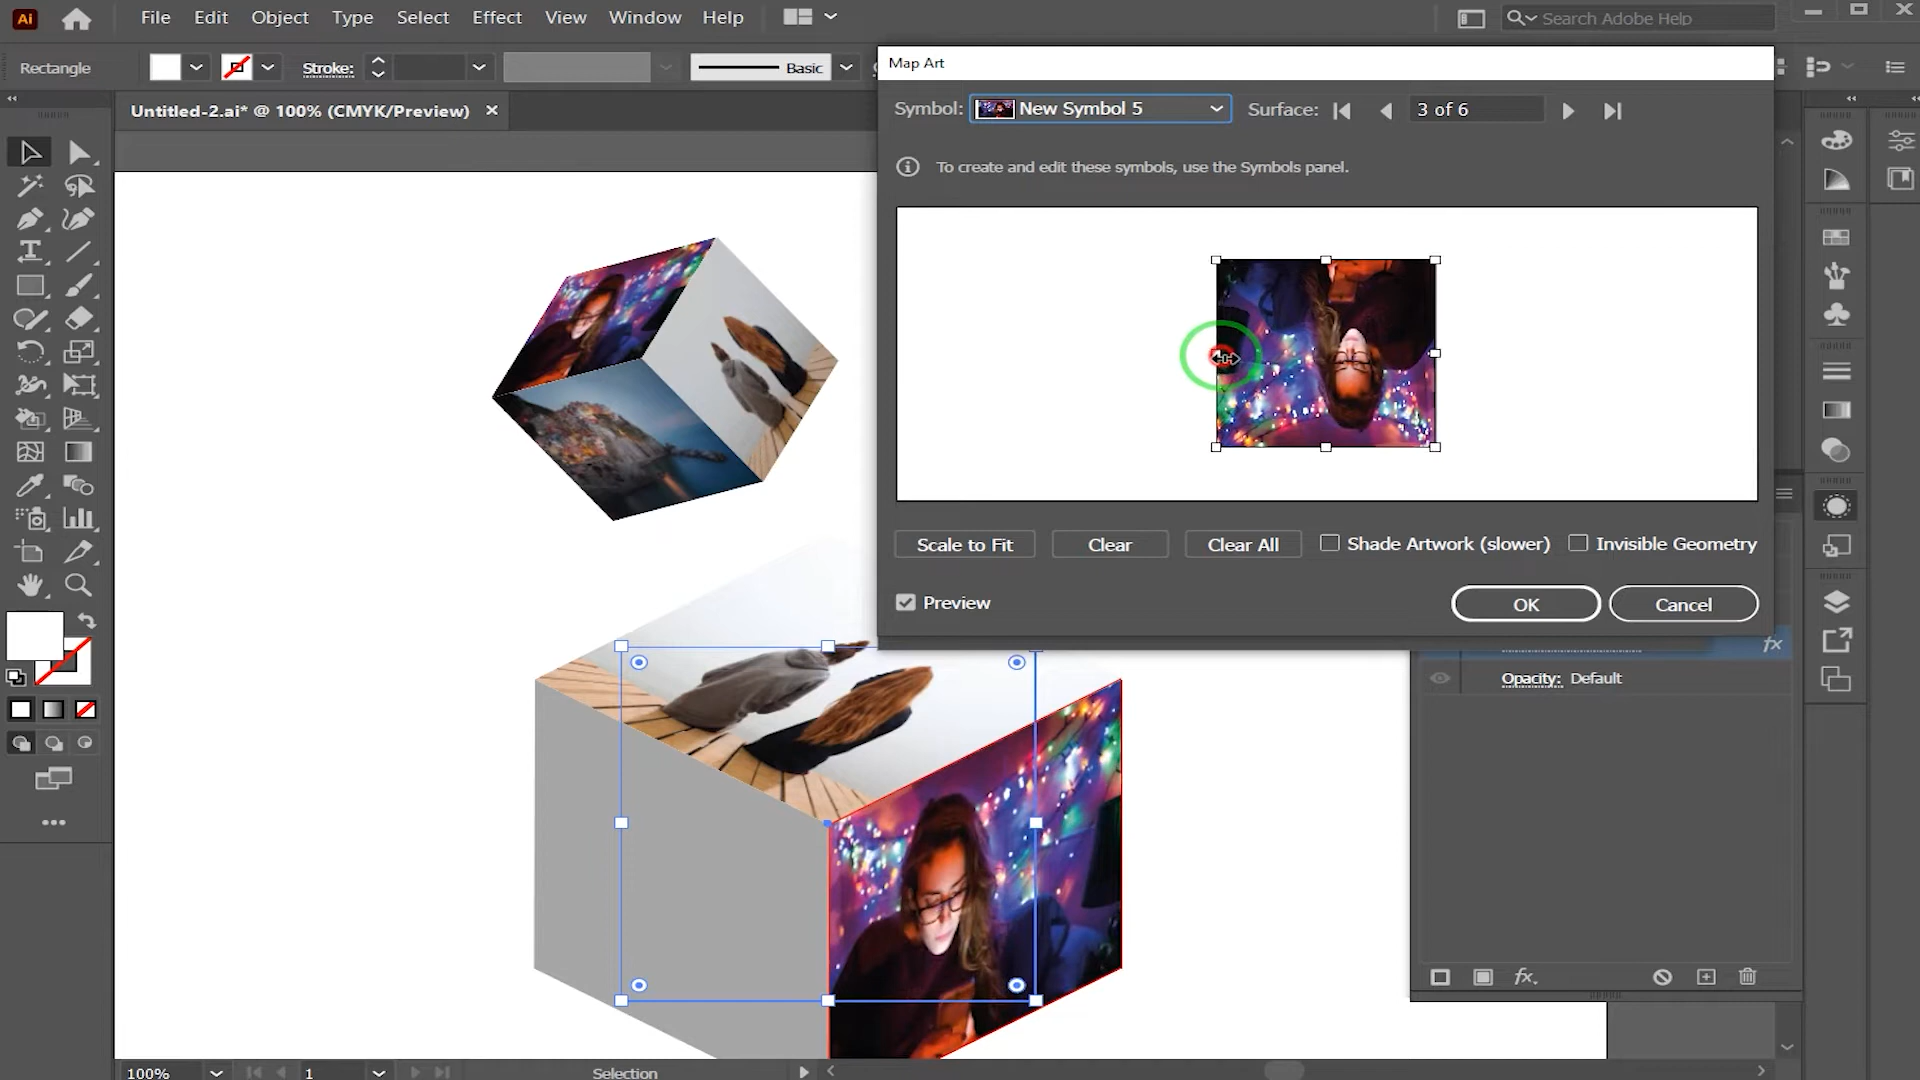 Ai File Edit Object Type Select Effect View Window Help Search Adobe Help
Rectangle Stroke: Basic
Untitled-2.ai* @ 100% (CMYK/Preview)
Map Art
Symbol: New Symbol 5 Surface: 3 of 6
To create and edit these symbols, use the Symbols panel.
Scale to Fit Clear Clear All Shade Artwork (slower) Invisible Geometry
Preview OK Cancel
fx
Opacity: Default
fx.
100% 1 Selection